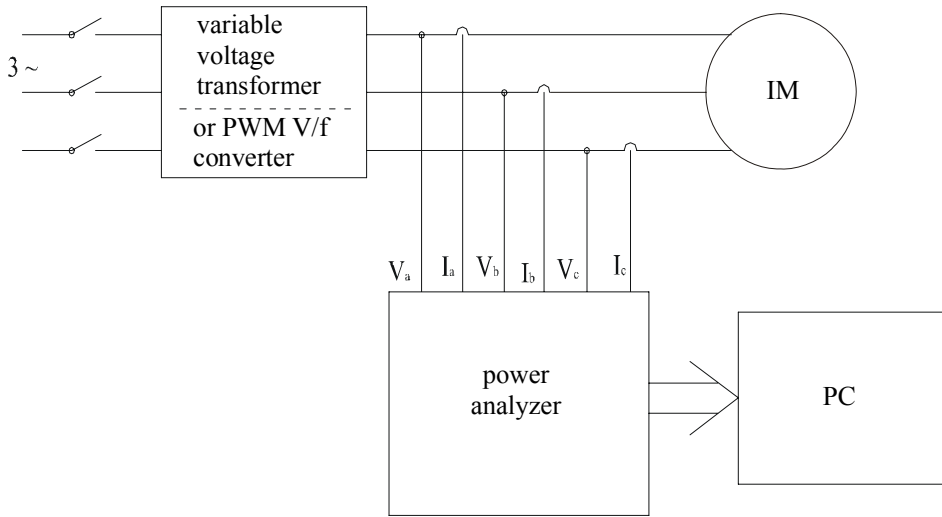 variable
voltage
transformer
or PWM V/f
converter
3 ~
IM
Va
Ia
Vb
Ib
Vc
Ic
power
analyzer
PC